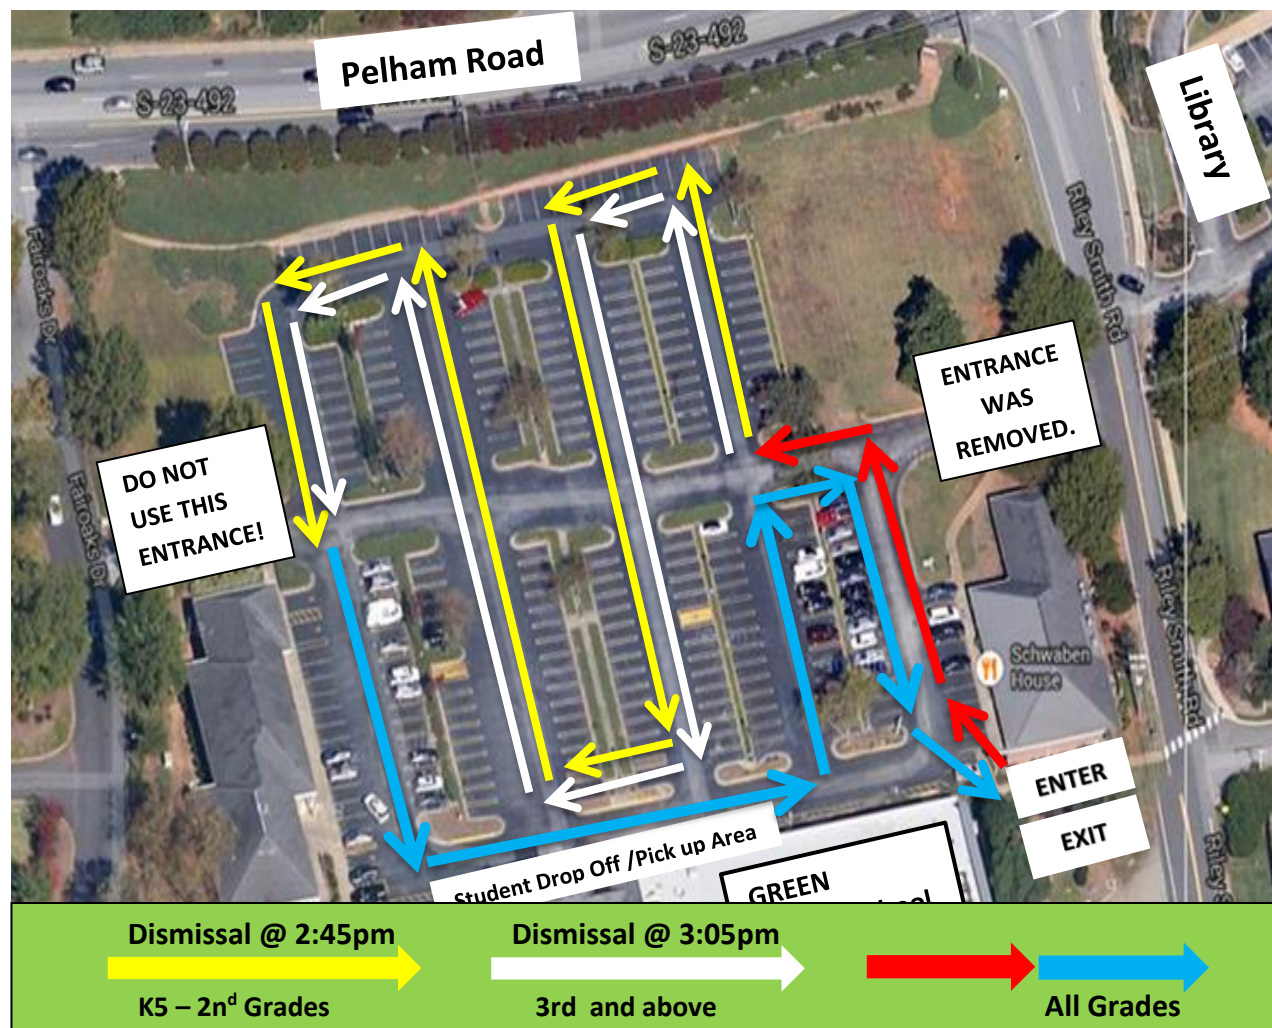 Pelham Road
S-23-492
S-23-492
Library
Fairoaks Dr
Riley Smith Rd
ENTRANCE
WAS
REMOVED.
DO NOT
USE THIS
ENTRANCE!
Fairoaks Dr
Riley Smith Rd
Schwaben
House
ENTER
EXIT
Student Drop Off /Pick up Area
GREEN
Riley S
Dismissal @ 2:45pm
K5 – 2nd Grades
Dismissal @ 3:05pm
3rd and above
All Grades